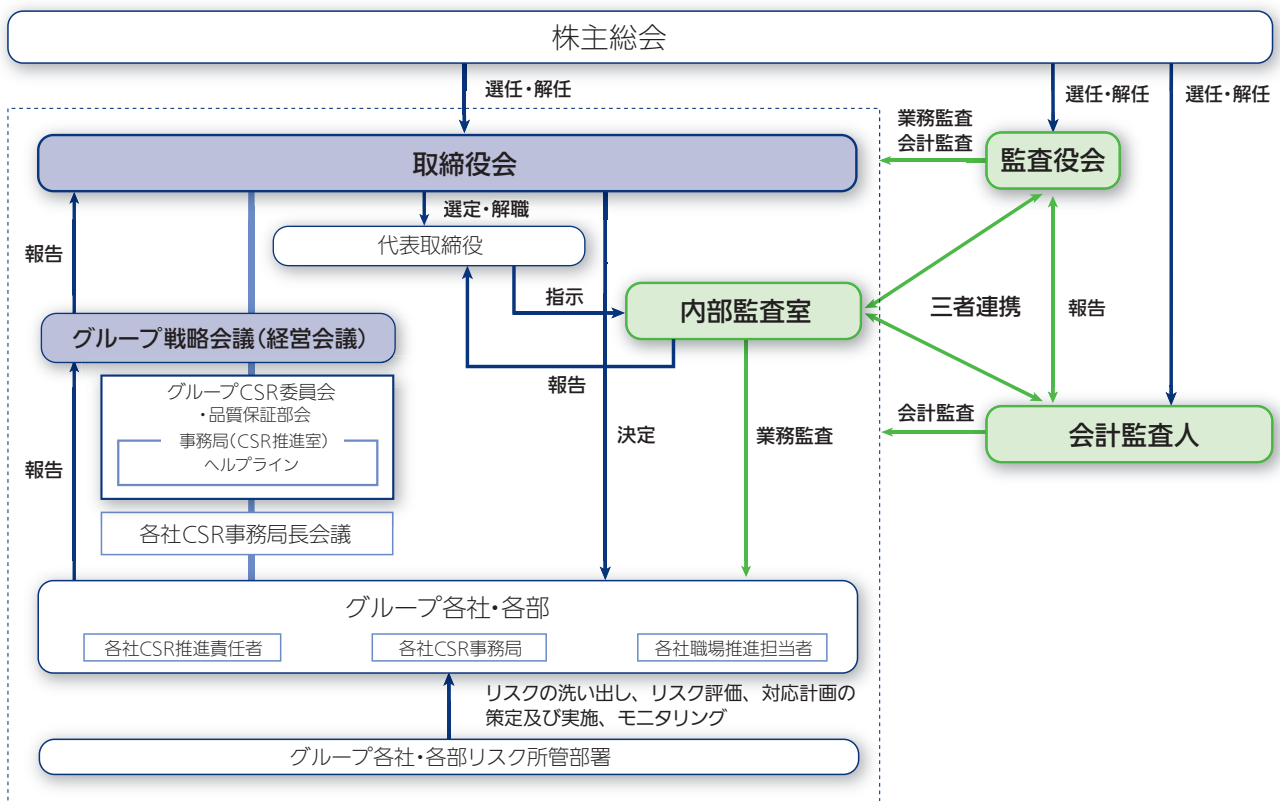 株主総会
選任・解任
選任・解任
選任・解任
業務監査
会計監査
取締役会
監査役会
選定・解職
代表取締役
報告
指示
内部監査室
三者連携
報告
グループ戦略会議(経営会議)
報告
グループCSR委員会
・品質保証部会
事務局(CSR推進室)
ヘルプライン
報告
決定
業務監査
会計監査
会計監査人
各社CSR事務局長会議
グループ各社・各部
各社CSR推進責任者
各社CSR事務局
各社職場推進担当者
リスクの洗い出し、リスク評価、対応計画の
策定及び実施、モニタリング
グループ各社・各部リスク所管部署